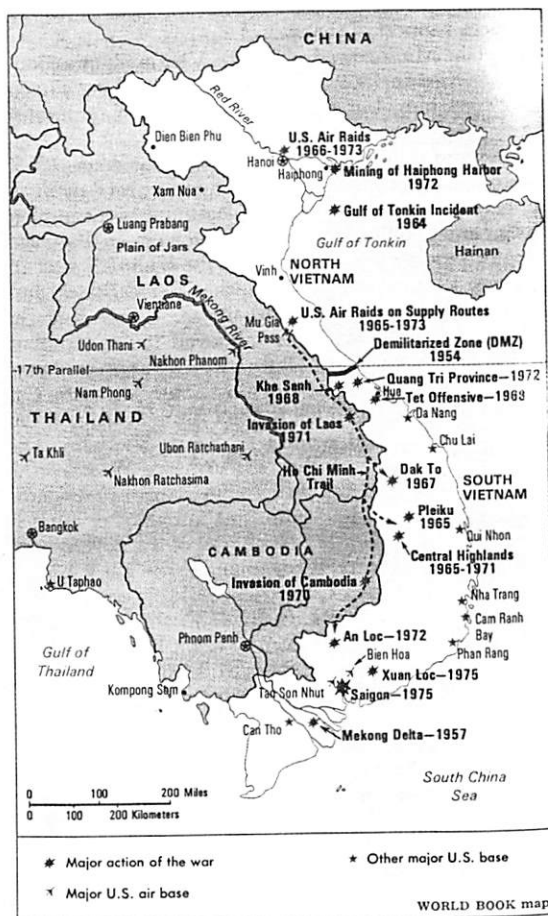 CHINA
Red River
Dien Bien Phu
U.S. Air Raids
1966-1973
Hanoi
Haiphong
Mining of Haiphong Harbor
1972
Xam Nua
Gulf of Tonkin Incident
1964
Luang Prabang
Plain of Jars
Gulf of Tonkin
Hainan
NORTH
VIETNAM
Vinh
LAOS
Vientiane
Mekong River
Mu Gia
Pass
U.S. Air Raids on Supply Routes
1965-1973
Udon Thani
Nakhon Phanom
Demilitarized Zone (DMZ)
1954
17th Parallel
Nam Phong
Khe Sanh
1968
Quang Tri Province—1972
Hue
Tet Offensive—1968
Da Nang
THAILAND
Invasion of Laos
1971
Chu Lai
Ta Khli
Ubon Ratchathani
Nakhon Ratchasima
Ho Chi Minh
Trail
Dak To
1967
SOUTH
VIETNAM
Pleiku
1965
Qui Nhon
Bangkok
CAMBODIA
Central Highlands
1965-1971
U Taphao
Invasion of Cambodia
1970
Nha Trang
Cam Ranh
Bay
Phan Rang
Gulf of
Thailand
Phnom Penh
An Loc—1972
Bien Hoa
Xuan Loc—1975
Kompong Som
Tan Son Nhut
Saigon—1975
Can Tho
Mekong Delta—1957
South China
Sea
0 100 200 Miles
0 100 200 Kilometers
Major action of the war
Other major U.S. base
Major U.S. air base
WORLD BOOK map